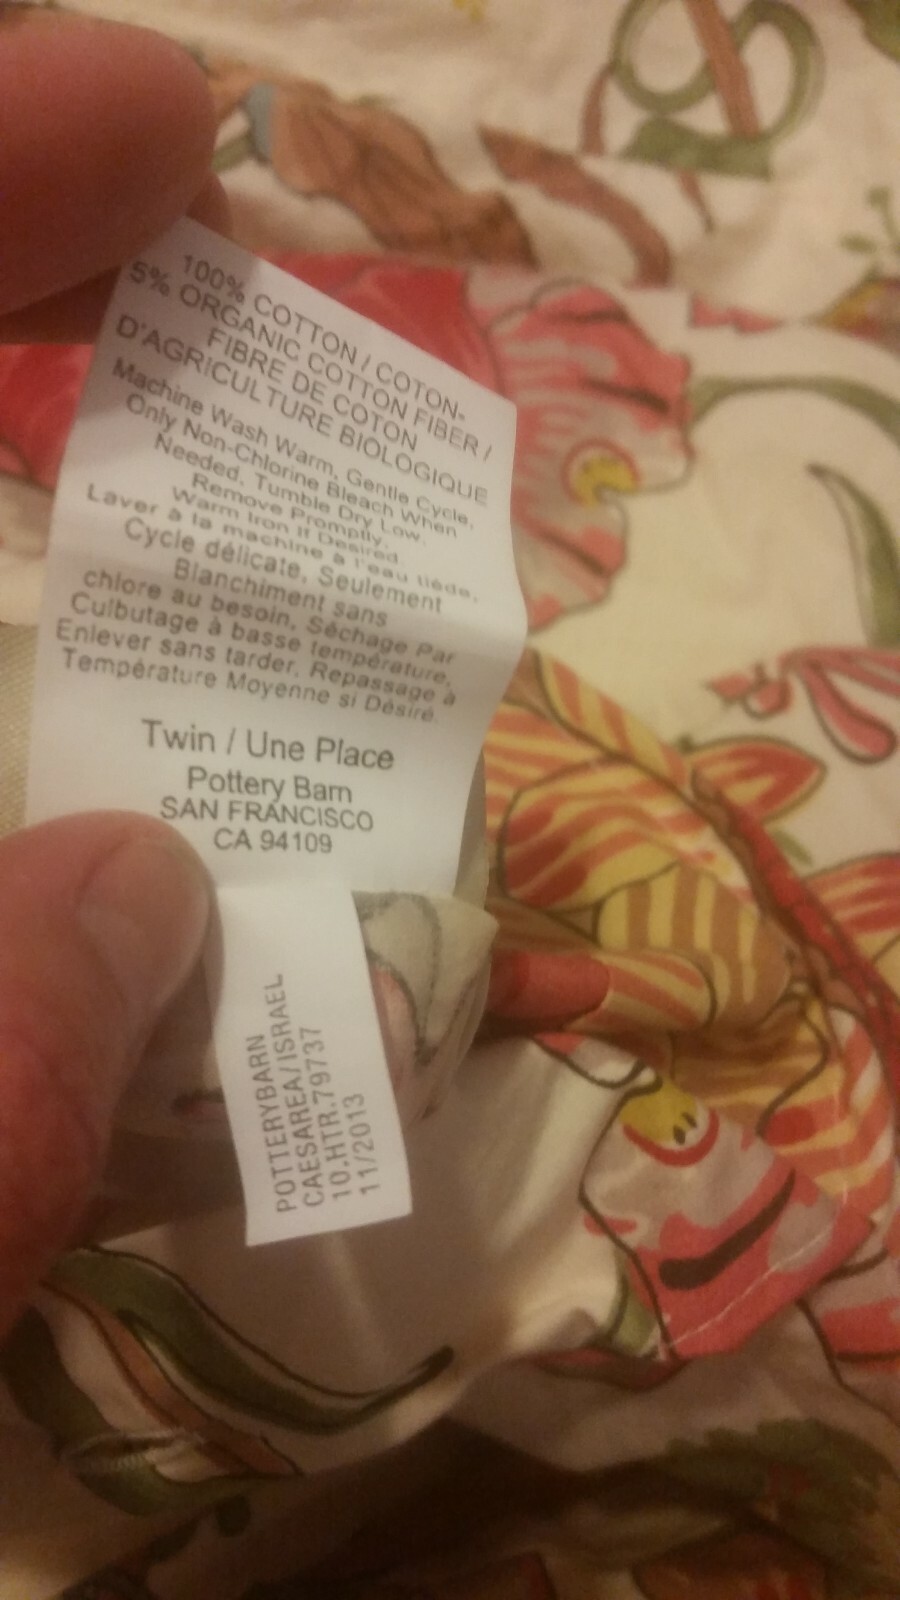 100% COTTON / COTON-
5% ORGANIC COTTON FIBER /
FIBRE DE COTON
D'AGRICULTURE BIOLOGIQUE
Machine Wash Warm, Gentle Cycle,
Only Non-Chlorine Bleach When
Needed, Tumble Dry Low.
Remove Promptly.
Warm Iron If Desired.
Laver à la machine à l'eau tiède,
Cycle délicate, Seulement
Blanchiment sans
chlore au besoin, Séchage Par
Culbutage à basse température,
Enlever sans tarder, Repassage à
Température Moyenne si Désiré.
Twin / Une Place
Pottery Barn
SAN FRANCISCO
CA 94109
POTTERYBARN
CAESAREA/ISRAEL
10.HTR.79737
11/2013